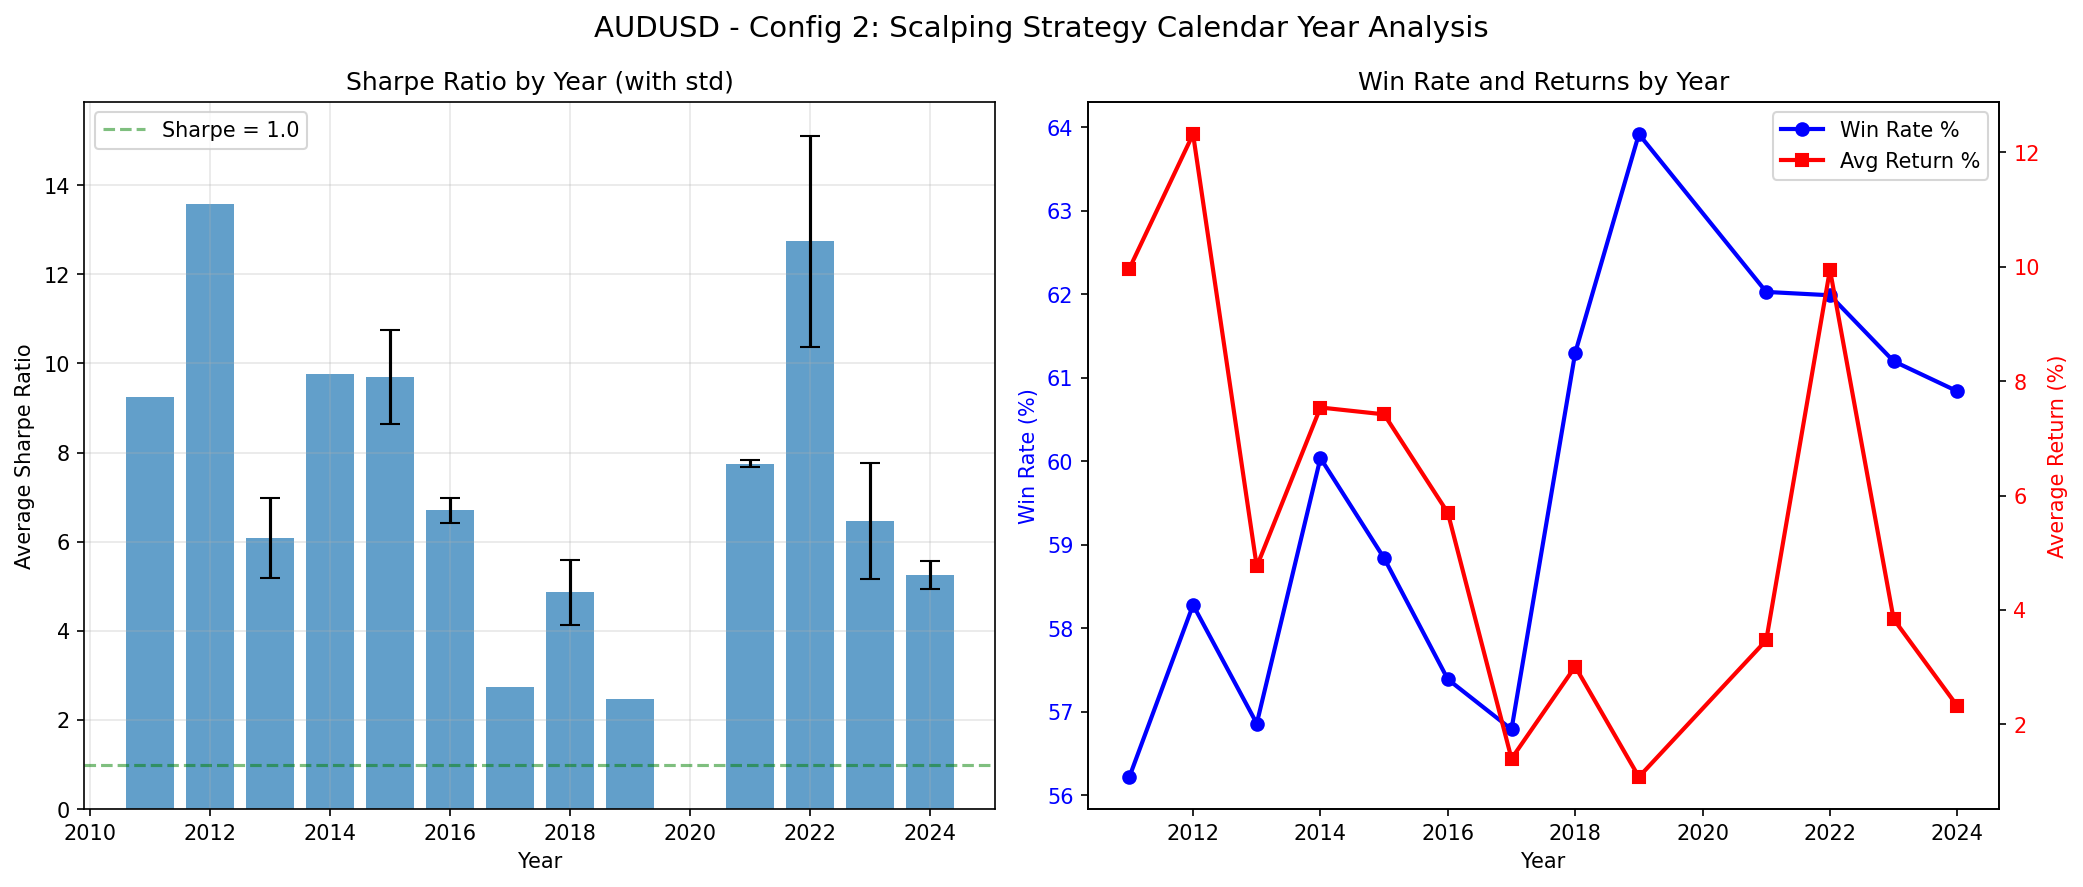 AUDUSD - Config 2: Scalping Strategy Calendar Year Analysis
Sharpe Ratio by Year (with std)
Sharpe = 1.0
Average Sharpe Ratio
14
12
10
8
6
4
2
0
2010 2012 2014 2016 2018 2020 2022 2024
Year
Win Rate and Returns by Year
Win Rate %
Avg Return %
Win Rate (%)
64
63
62
61
60
59
58
57
56
12
10
8
6
4
2
Average Return (%)
2012 2014 2016 2018 2020 2022 2024
Year